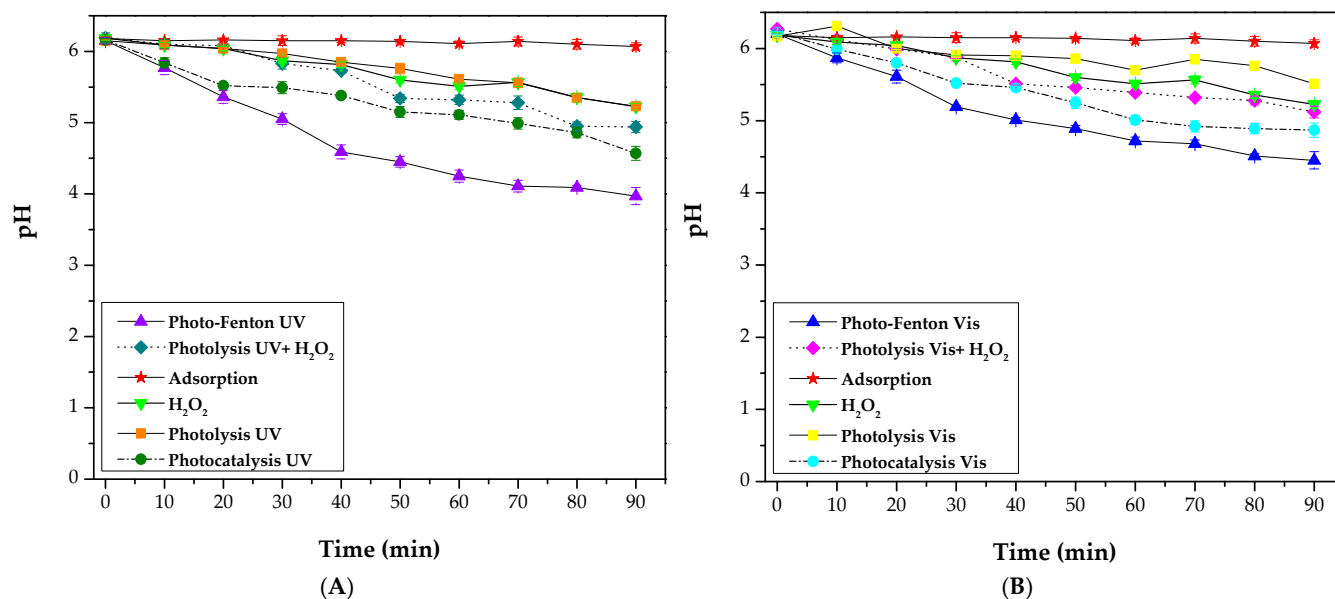 6
5
4
3
2
1
0
pH
Photo-Fenton UV
Photolysis UV+ H₂O₂
Adsorption
H₂O₂
Photolysis UV
Photocatalysis UV
0 10 20 30 40 50 60 70 80 90
Time (min)
(A)
6
5
4
3
2
1
0
pH
Photo-Fenton Vis
Photolysis Vis+ H₂O₂
Adsorption
H₂O₂
Photolysis Vis
Photocatalysis Vis
0 10 20 30 40 50 60 70 80 90
Time (min)
(B)